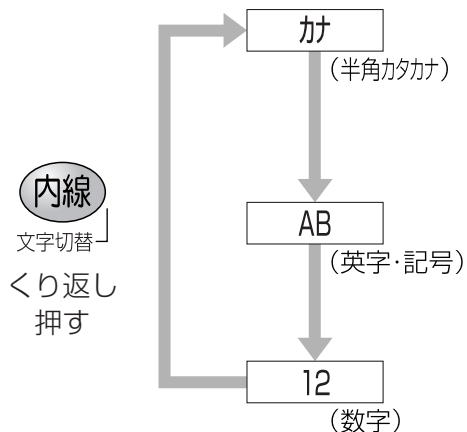 カナ
（半角カタカナ）
内線
文字切替
くり返し
押す
AB
（英字・記号）
12
（数字）